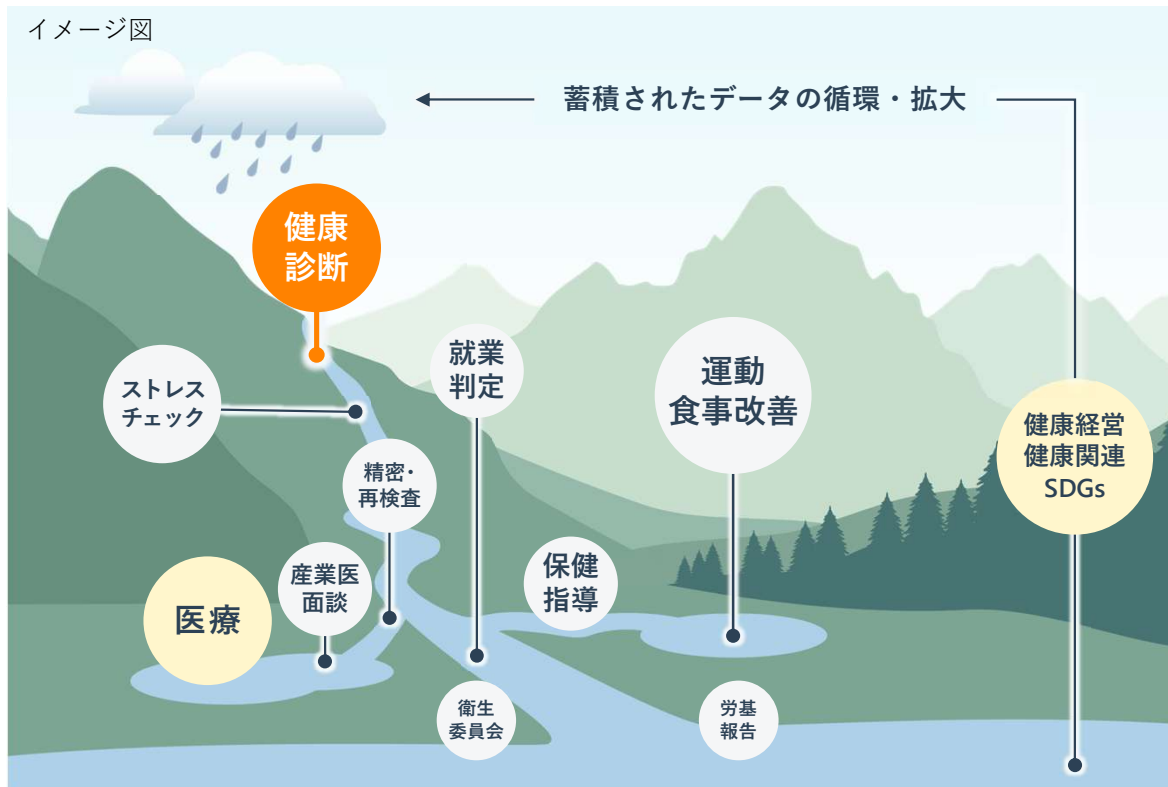 イメージ図
蓄積されたデータの循環・拡大
健康
診断
ストレス
チェック
就業
判定
運動
食事改善
健康経営
健康関連
SDGs
精密・
再検査
産業医
面談
医療
保健
指導
衛生
委員会
労基
報告